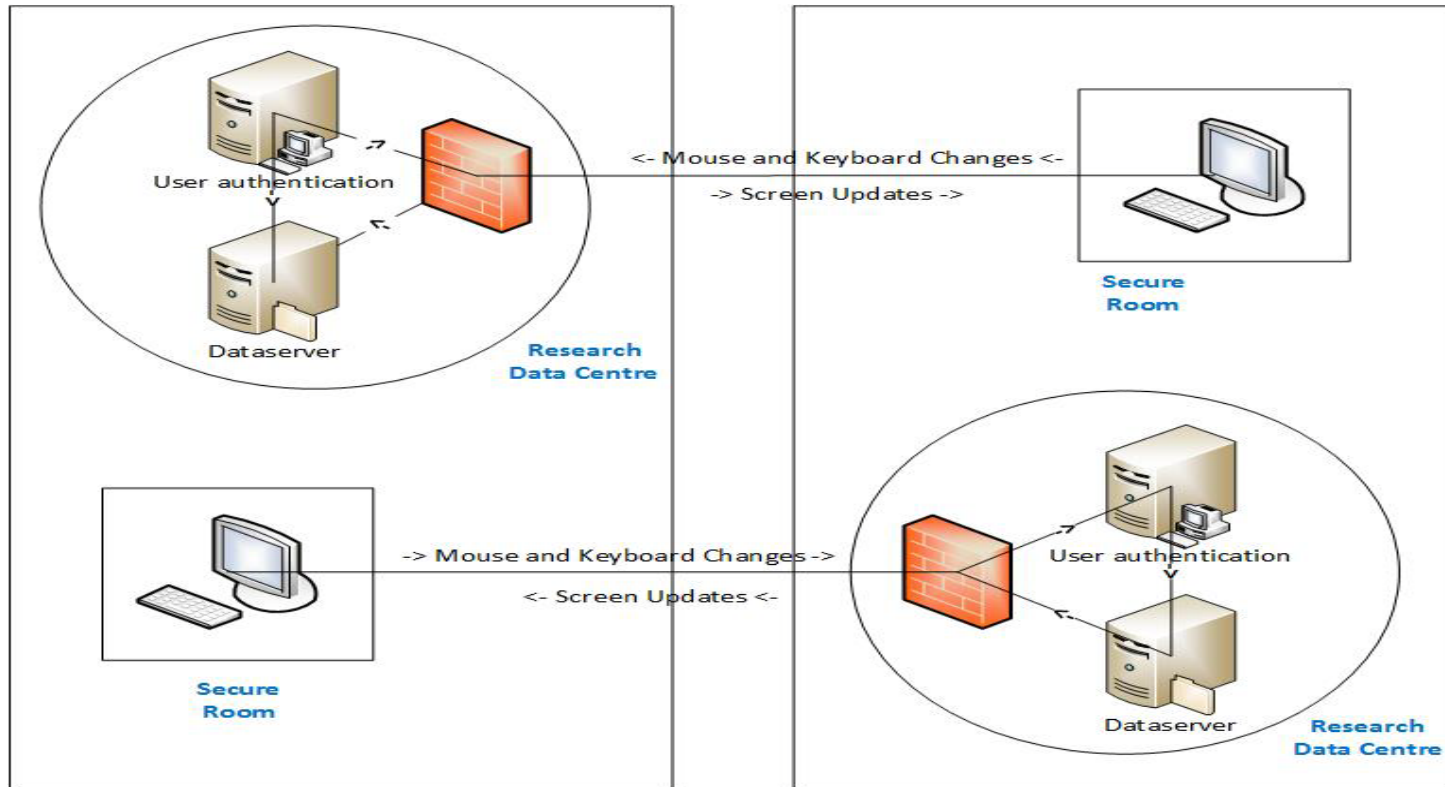 User authentication
Dataserver
Research
Data Centre
<- Mouse and Keyboard Changes <-
-> Screen Updates ->
Secure
Room
Secure
Room
-> Mouse and Keyboard Changes ->
<- Screen Updates <-
User authentication
Dataserver
Research
Data Centre